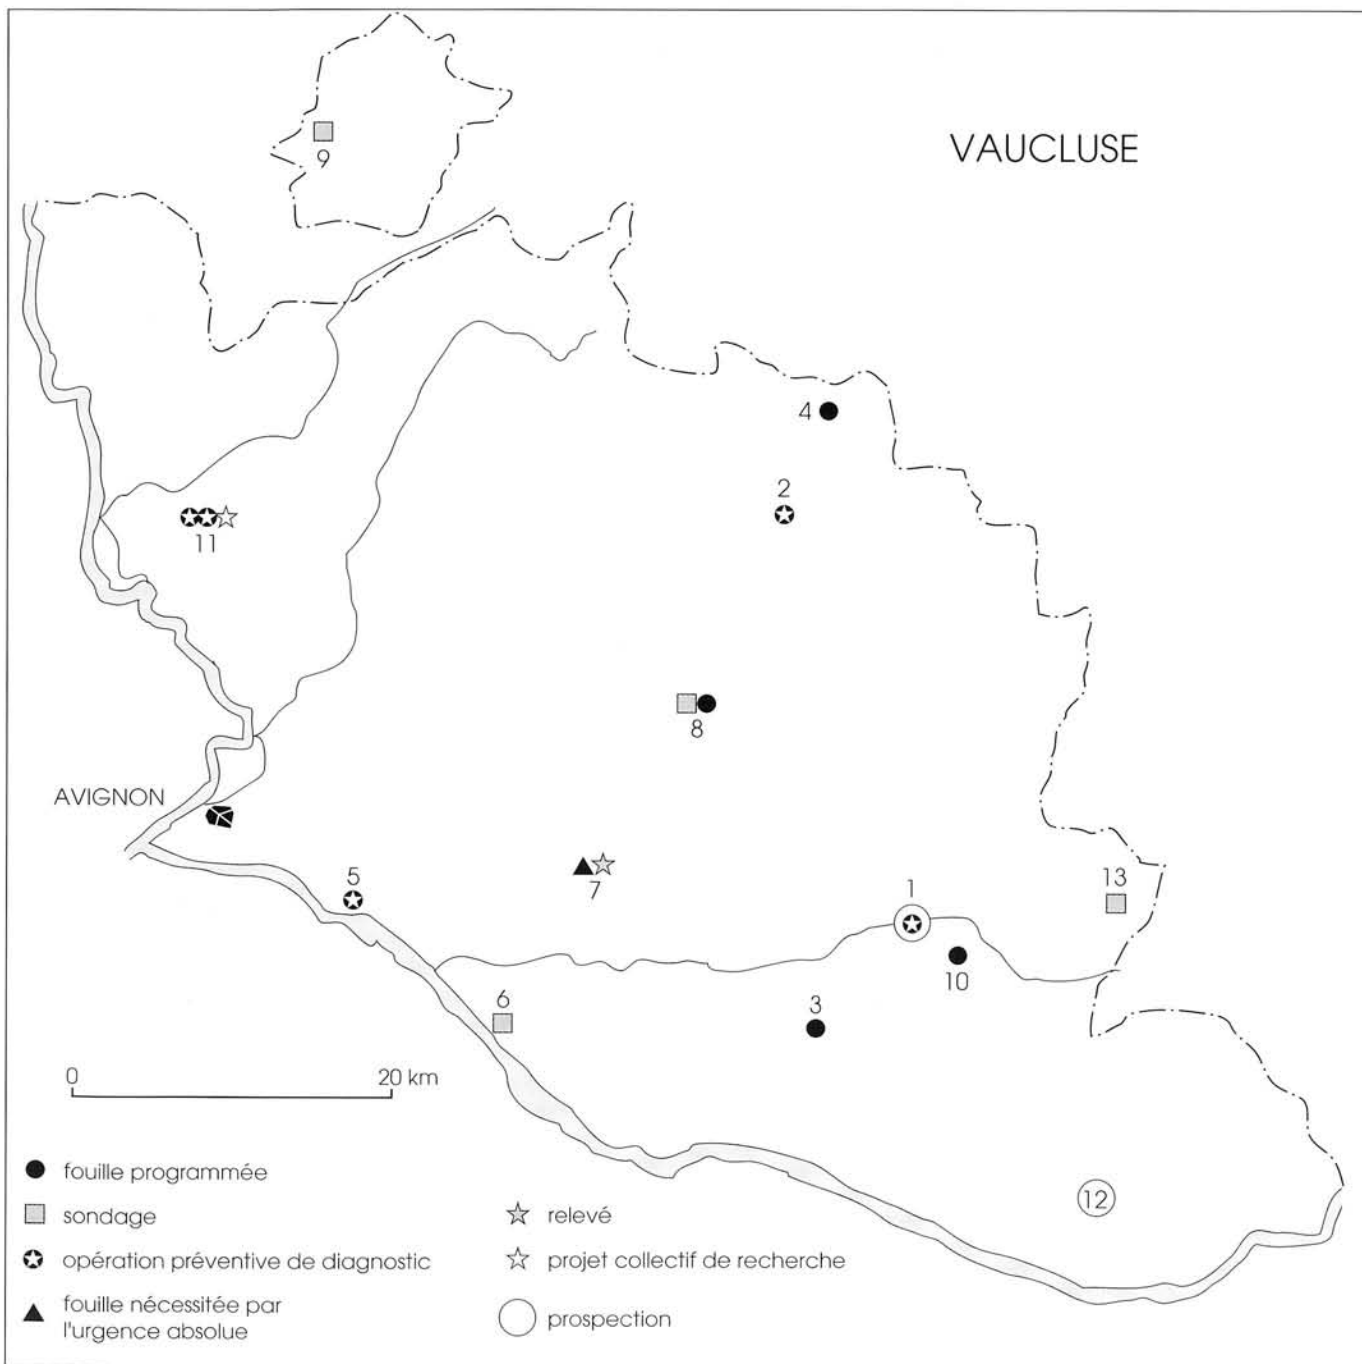 VAUCLUSE
9
4
2
11
8
AVIGNON
7
5
1
13
10
6
3
0 20 km
12
fouille programmée
sondage
opération préventive de diagnostic
fouille nécessitée par
l'urgence absolue
relevé
projet collectif de recherche
prospection